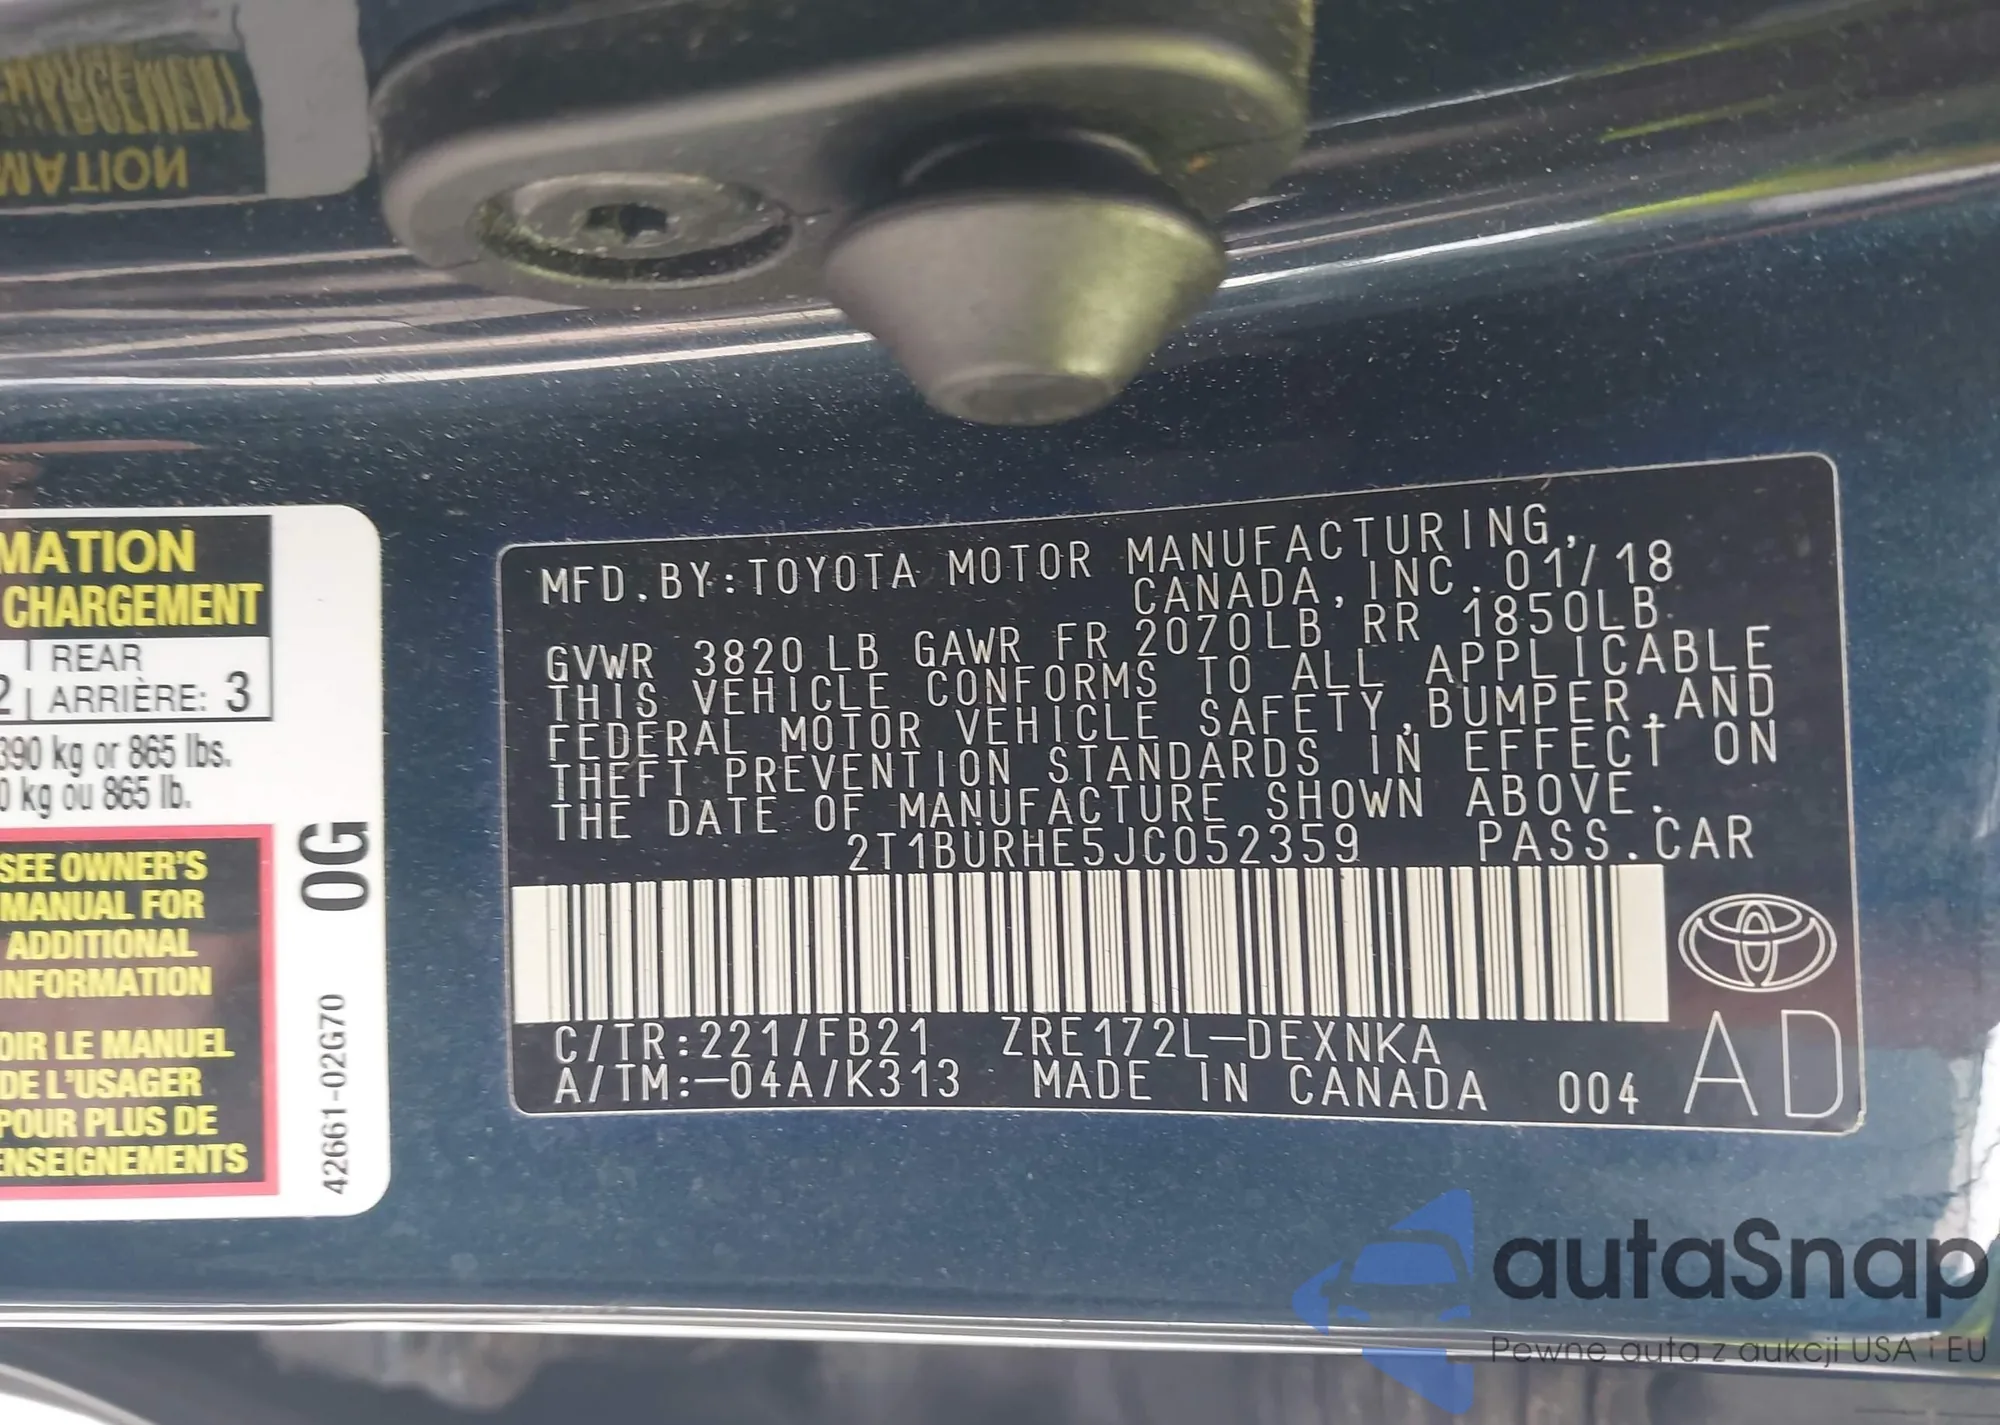 MATION
CHARGEMENT
2 REAR
ARRIÈRE: 3
390 kg or 865 lbs.
0 kg ou 865 lb.
SEE OWNER'S
MANUAL FOR
ADDITIONAL
INFORMATION
OIR LE MANUEL
DE L'USAGER
POUR PLUS DE
ENSEIGNEMENTS
42661-02G70 0G
MFD.BY:TOYOTA MOTOR MANUFACTURING,
CANADA,INC.01/18
GVWR 3820LB GAWR FR 2070LB RR 1850LB
THIS VEHICLE CONFORMS TO ALL APPLICABLE
FEDERAL MOTOR VEHICLE SAFETY,BUMPER,AND
THEFT PREVENTION STANDARDS IN EFFECT ON
THE DATE OF MANUFACTURE SHOWN ABOVE.
2T1BURHE5JC052359 PASS.CAR
C/TR:221/FB21 ZRE172L-DEXNKA
A/TM:-04A/K313 MADE IN CANADA 004 AD
autaSnap
Pewne auta z aukcji USA i EU